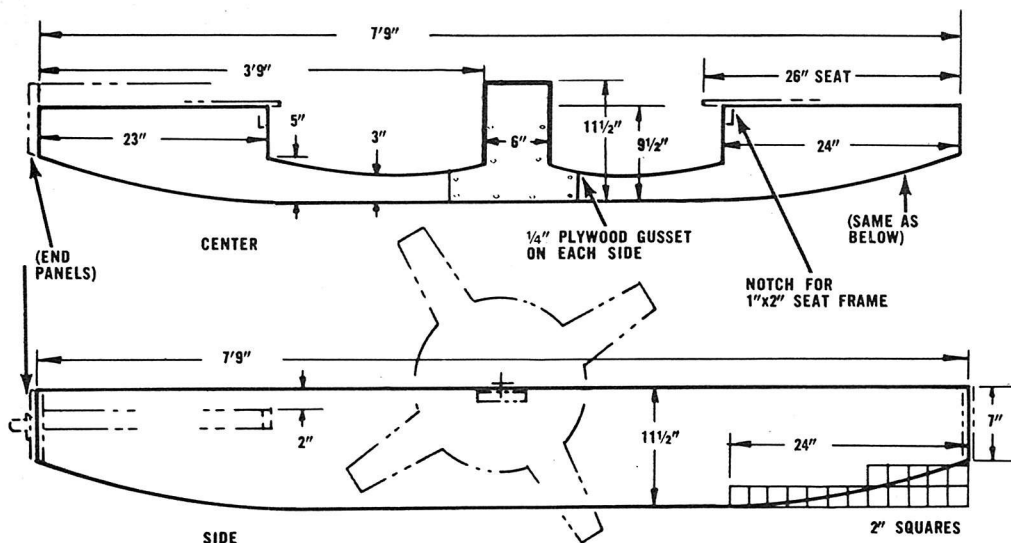 7'9"
3'9"
26" SEAT
5"
3"
11½"
23"
6"
9½"
24"
CENTER
(END
PANELS)
¼" PLYWOOD GUSSET
ON EACH SIDE
(SAME AS
BELOW)
NOTCH FOR
1"x2" SEAT FRAME
7'9"
2"
11½"
24"
7"
2" SQUARES
SIDE